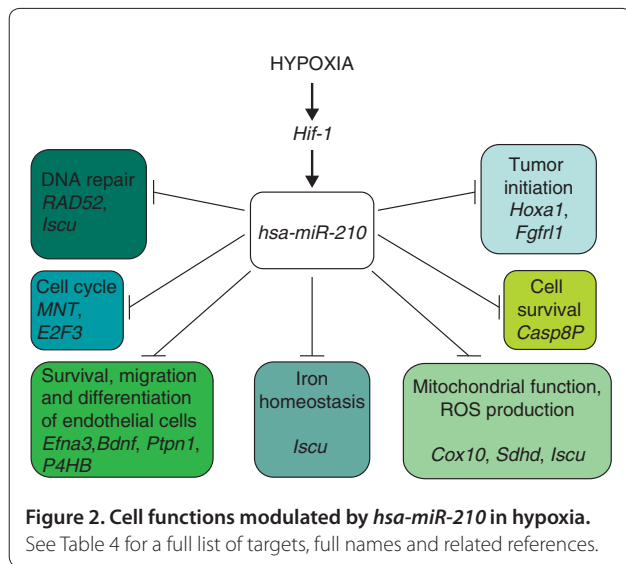 HYPOXIA
Hif-1
DNA repair
RAD52,
Iscu
hsa-miR-210
Tumor
initiation
Hoxa1,
Fgfrl1
Cell cycle
MNT,
E2F3
Cell
survival
Casp8P
Survival, migration
and differentiation
of endothelial cells
Efna3,Bdnf, Ptpn1,
P4HB
Iron
homeostasis
Iscu
Mitochondrial function,
ROS production
Cox10, Sdhd, Iscu
Figure 2. Cell functions modulated by hsa-miR-210 in hypoxia.
See Table 4 for a full list of targets, full names and related references.